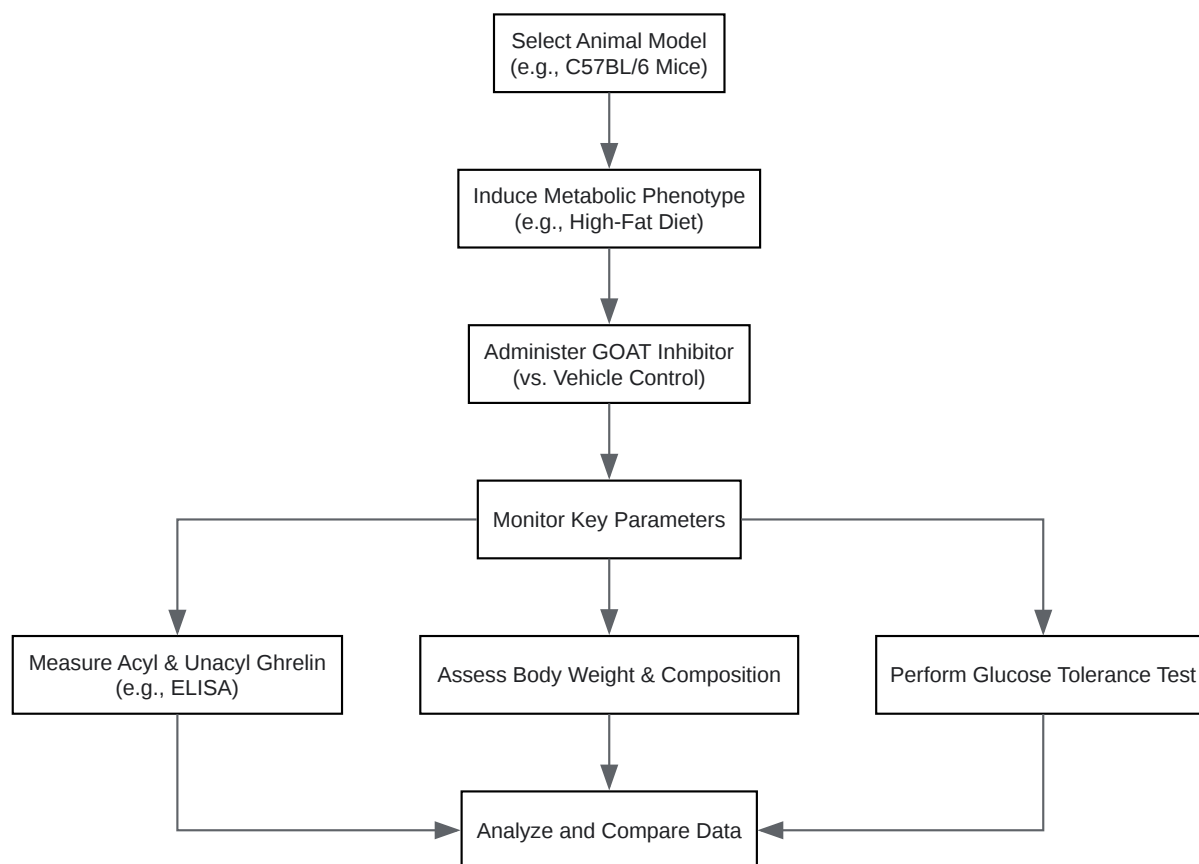 Select Animal Model
(e.g., C57BL/6 Mice)
Induce Metabolic Phenotype
(e.g., High-Fat Diet)
Administer GOAT Inhibitor
(vs. Vehicle Control)
Monitor Key Parameters
Measure Acyl & Unacyl Ghrelin
(e.g., ELISA)
Assess Body Weight & Composition
Perform Glucose Tolerance Test
Analyze and Compare Data